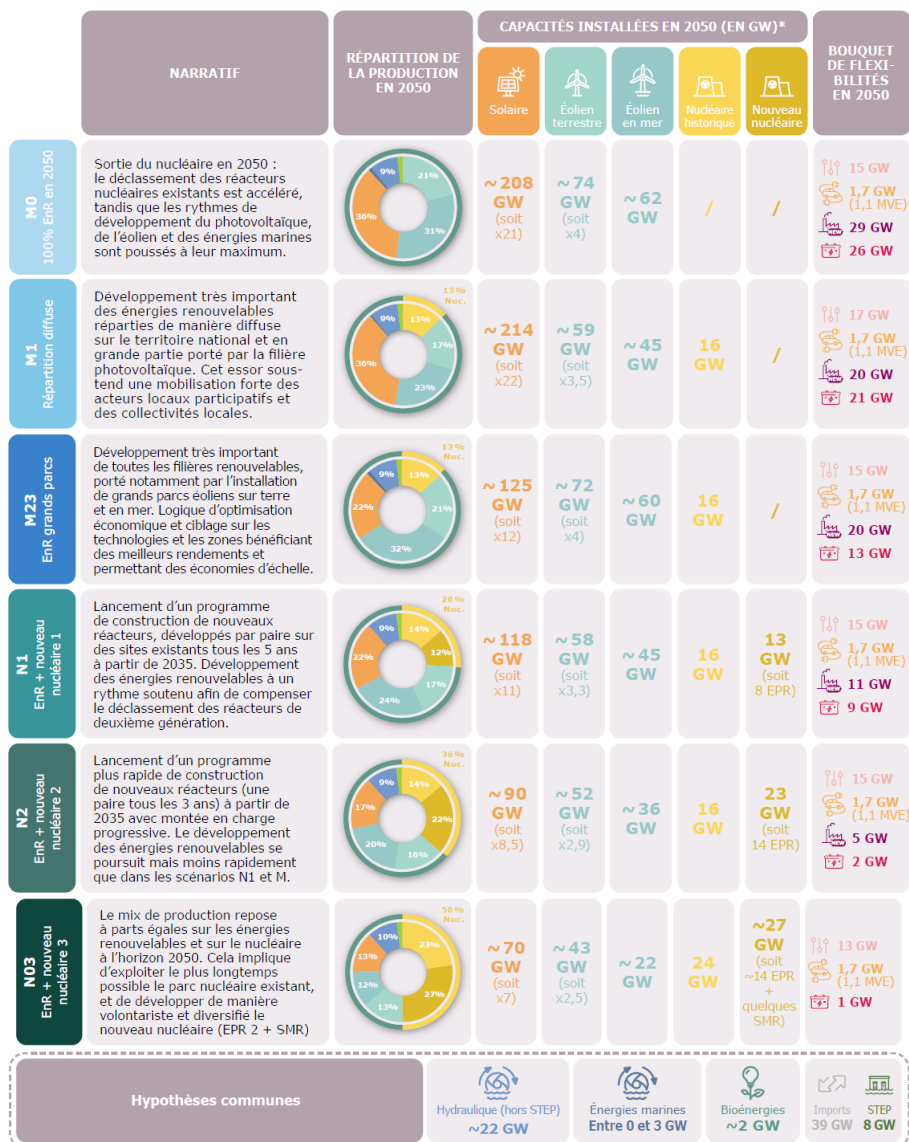 CAPACITÉS INSTALLÉES EN 2050 (EN GW)*
NARRATIF
RÉPARTITION DE
LA PRODUCTION
EN 2050
Solaire
Éolien
terrestre
Éolien
en mer
Nucléaire
historique
Nouveau
nucléaire
BOUQUET
DE FLEXI-
BILITÉS
EN 2050
M0
100% EnR en 2050
Sortie du nucléaire en 2050 :
le déclassement des réacteurs
nucléaires existants est accéléré,
tandis que les rythmes de
développement du photovoltaïque,
de l'éolien et des énergies marines
sont poussés à leur maximum.
9%
21%
36%
31%
~208
GW
(soit
x21)
~74
GW
(soit
x4)
~62
GW
/
/
15 GW
1,7 GW
(1,1 MVE)
29 GW
26 GW
M1
Répartition diffuse
Développement très important
des énergies renouvelables
réparties de manière diffuse
sur le territoire national et en
grande partie porté par la filière
photovoltaïque. Cet essor sous-
tend une mobilisation forte des
acteurs locaux participatifs et
des collectivités locales.
13%
Nuc.
9%
13%
17%
36%
23%
~214
GW
(soit
x22)
~59
GW
(soit
x3,5)
~45
GW
16
GW
/
17 GW
1,7 GW
(1,1 MVE)
20 GW
21 GW
M23
EnR grands parcs
Développement très important
de toutes les filières renouvelables,
porté notamment par l'installation
de grands parcs éoliens sur terre
et en mer. Logique d'optimisation
économique et ciblage sur les
technologies et les zones bénéficiant
des meilleurs rendements et
permettant des économies d'échelle.
13%
Nuc.
9%
13%
22%
21%
32%
~125
GW
(soit
x12)
~72
GW
(soit
x4)
~60
GW
16
GW
/
15 GW
1,7 GW
(1,1 MVE)
20 GW
13 GW
N1
EnR + nouveau
nucléaire 1
Lancement d'un programme
de construction de nouveaux
réacteurs, développés par paire sur
des sites existants tous les 5 ans
à partir de 2035. Développement
des énergies renouvelables à un
rythme soutenu afin de compenser
le déclassement des réacteurs de
deuxième génération.
26%
Nuc.
9%
14%
22%
12%
17%
24%
~118
GW
(soit
x11)
~58
GW
(soit
x3,3)
~45
GW
16
GW
13
GW
(soit
8 EPR)
15 GW
1,7 GW
(1,1 MVE)
11 GW
9 GW
N2
EnR + nouveau
nucléaire 2
Lancement d'un programme
plus rapide de construction
de nouveaux réacteurs (une
paire tous les 3 ans) à partir de
2035 avec montée en charge
progressive. Le développement
des énergies renouvelables se
poursuit mais moins rapidement
que dans les scénarios N1 et M.
36%
Nuc.
9%
14%
17%
22%
20%
16%
~90
GW
(soit
x8,5)
~52
GW
(soit
x2,9)
~36
GW
16
GW
23
GW
(soit
14 EPR)
15 GW
1,7 GW
(1,1 MVE)
5 GW
2 GW
N03
EnR + nouveau
nucléaire 3
Le mix de production repose
à parts égales sur les énergies
renouvelables et sur le nucléaire
à l'horizon 2050. Cela implique
d'exploiter le plus longtemps
possible le parc nucléaire existant,
et de développer de manière
volontariste et diversifié le
nouveau nucléaire (EPR 2 + SMR)
50%
Nuc.
10%
23%
13%
12%
13%
27%
~70
GW
(soit
x7)
~43
GW
(soit
x2,5)
~22
GW
24
GW
~27
GW
(soit
~14 EPR
+
quelques
SMR)
13 GW
1,7 GW
(1,1 MVE)
1 GW
Hypothèses communes
Hydraulique (hors STEP)
~22 GW
Énergies marines
Entre 0 et 3 GW
Bioénergies
~2 GW
Imports
39 GW
STEP
8 GW